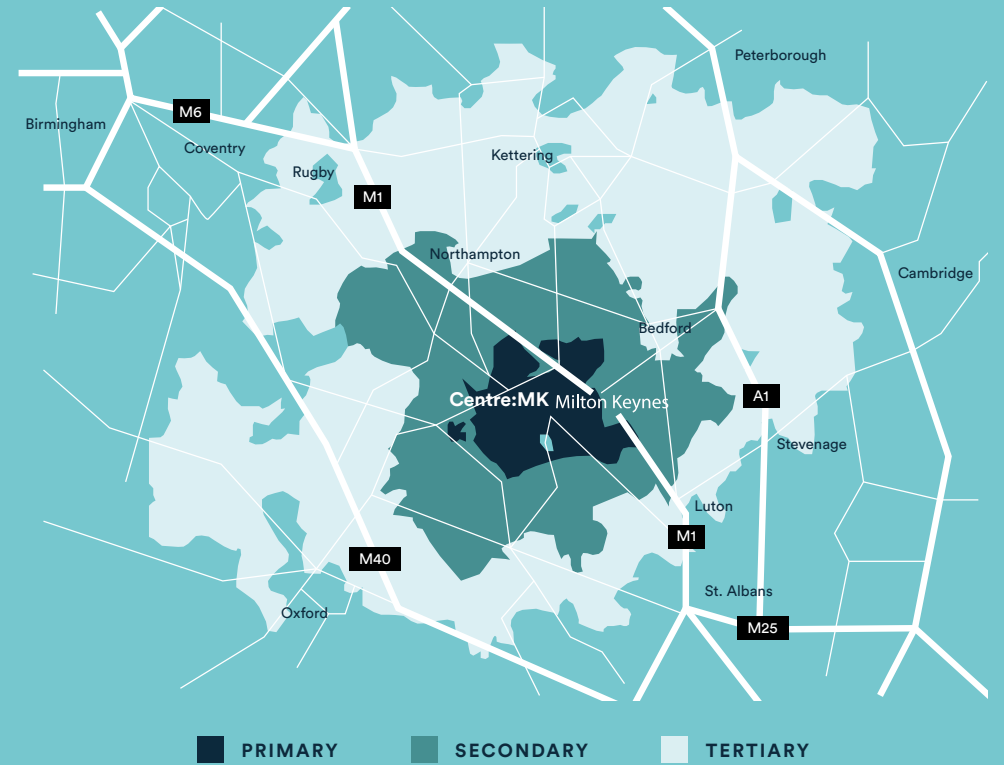 Peterborough
M6
Birmingham
Coventry
Kettering
Rugby
M1
Northampton
Cambridge
Bedford
A1
Centre:MK
Milton Keynes
Stevenage
Luton
M1
M40
St. Albans
Oxford
M25
PRIMARY
SECONDARY
TERTIARY